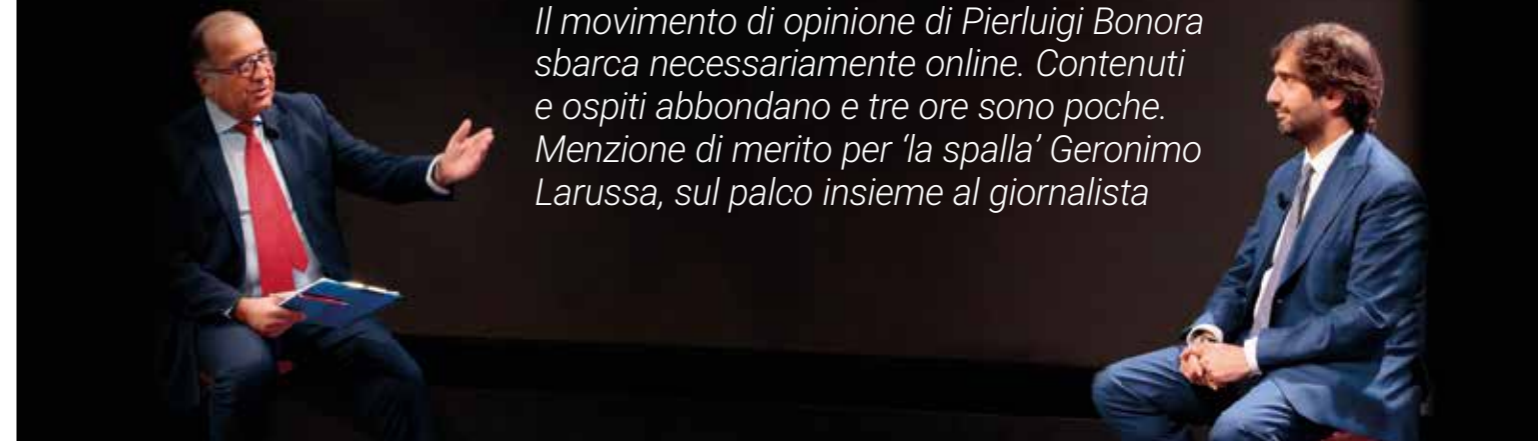 Il movimento di opinione di Pierluigi Bonora
sbarca necessariamente online. Contenuti
e ospiti abbondano e tre ore sono poche.
Menzione di merito per ‘la spalla’ Geronimo
Larussa, sul palco insieme al giornalista